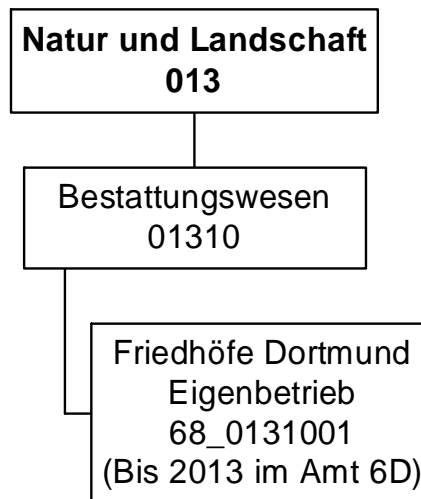 Natur und Landschaft
013
Bestattungswesen
01310
Friedhöfe Dortmund
Eigenbetrieb
68_0131001
(Bis 2013 im Amt 6D)